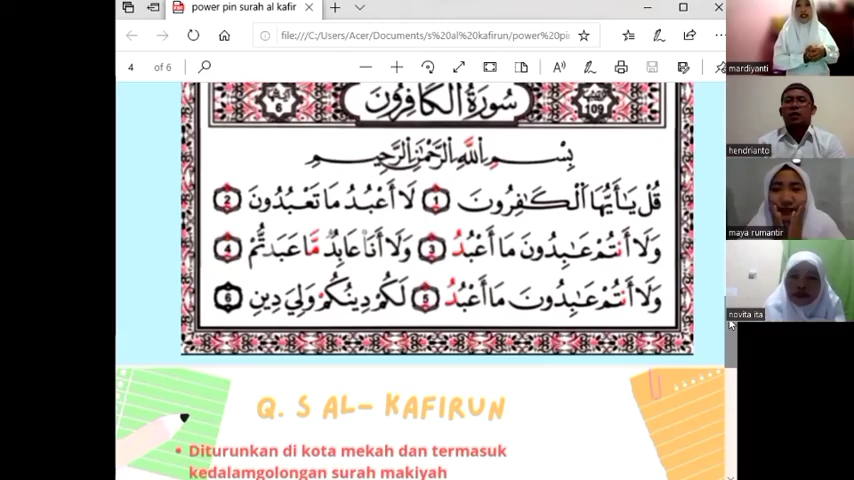 power pin surah al kafir
file:///C:/Users/Acer/Documents/s%20al%20kafirun/power%20pi
4 of 6
6
سُورَةُ الْكَافِرُونَ
109
بِسْمِ اللَّهِ الرَّحْمَٰنِ الرَّحِيمِ
قُلْ يَٰٓأَيُّهَا ٱلْكَٰفِرُونَ ① لَآ أَعْبُدُ مَا تَعْبُدُونَ ②
وَلَآ أَنتُمْ عَٰبِدُونَ مَآ أَعْبُدُ ③ وَلَآ أَنَا۠ عَابِدٌ مَّا عَبَدتُّمْ ④
وَلَآ أَنتُمْ عَٰبِدُونَ مَآ أَعْبُدُ ⑤ لَكُمْ دِينُكُمْ وَلِيَ دِينِ ⑥
Q. S AL- KAFIRUN
• Diturunkan di kota mekah dan termasuk
kedalamgolongan surah makiyah
mardiyanti
hendrianto
maya rumantir
novita ita